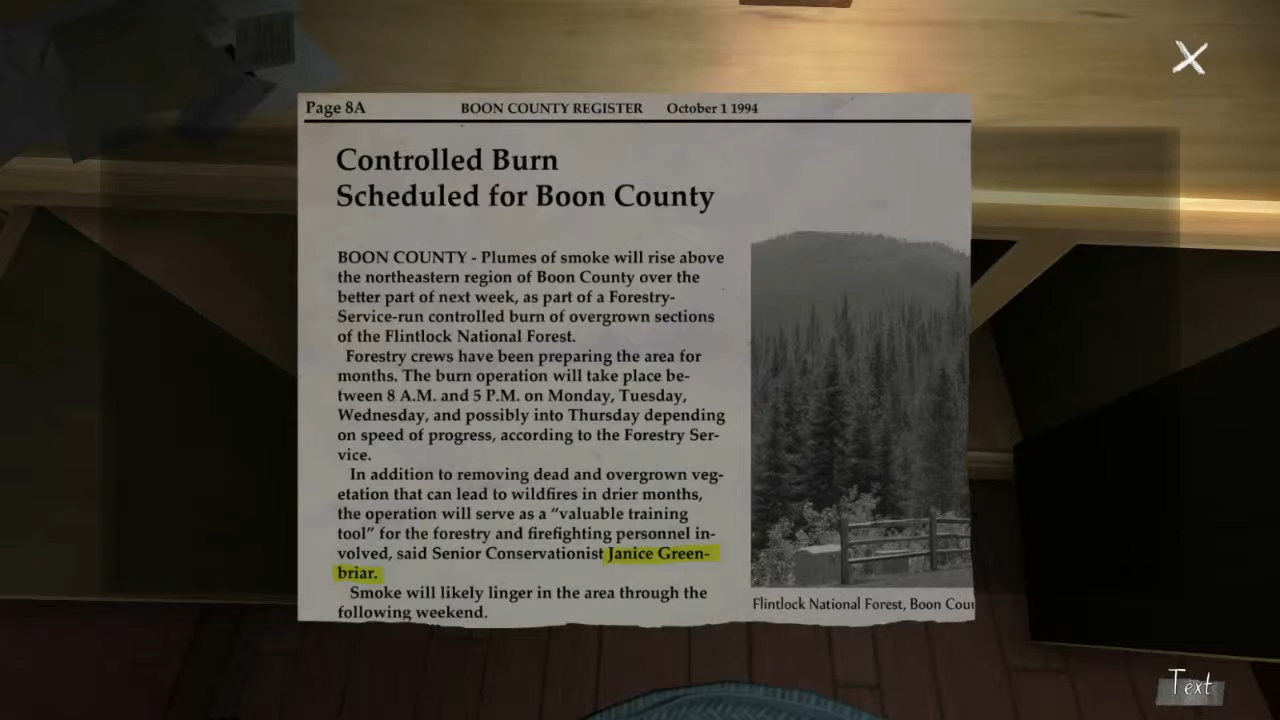 Page 8A BOON COUNTY REGISTER October 1 1994
Controlled Burn
Scheduled for Boon County
BOON COUNTY - Plumes of smoke will rise above
the northeastern region of Boon County over the
better part of next week, as part of a Forestry-
Service-run controlled burn of overgrown sections
of the Flintlock National Forest.
Forestry crews have been preparing the area for
months. The burn operation will take place be-
tween 8 A.M. and 5 P.M. on Monday, Tuesday,
Wednesday, and possibly into Thursday depending
on speed of progress, according to the Forestry Ser-
vice.
In addition to removing dead and overgrown veg-
etation that can lead to wildfires in drier months,
the operation will serve as a “valuable training
tool” for the forestry and firefighting personnel in-
volved, said Senior Conservationist Janice Green-
briar.
Smoke will likely linger in the area through the
following weekend.
Flintlock National Forest, Boon Cou
Text